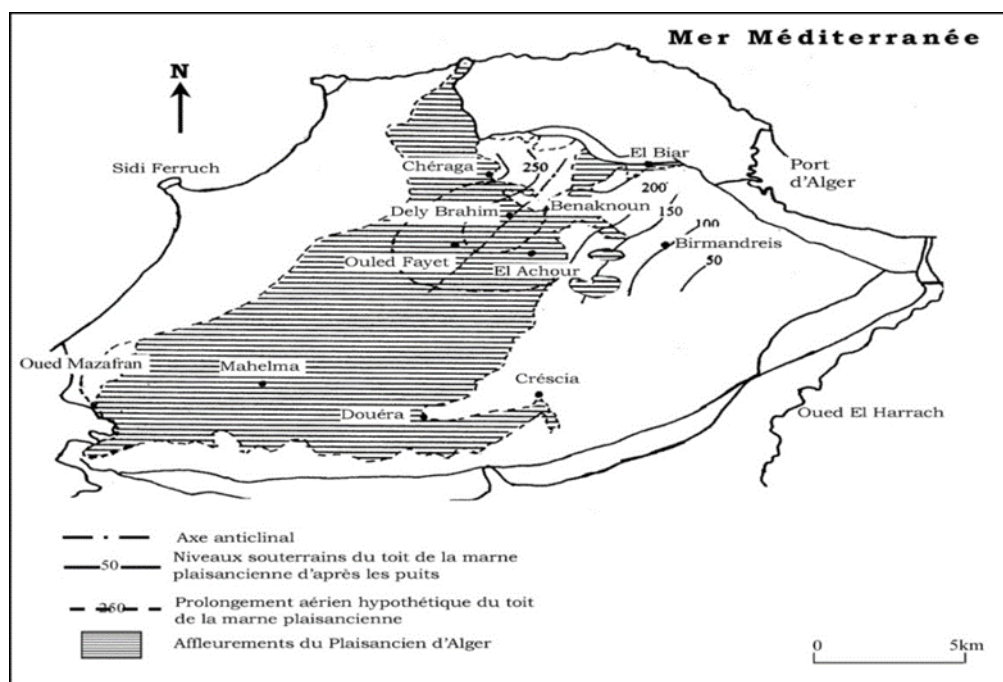 Mer Méditerranée
N
Sidi Ferruch
Chéraga
250
El Biar
Port
d'Alger
200
Dely Brahim
Benaknoun
150
100
Ouled Fayet
El Achour
Birmandreis
50
Oued Mazafran
Mahelma
Créscia
Douéra
Oued El Harrach
Axe anticlinal
50
Niveaux souterrains du toit de la marne
plaisancienne d'après les puits
250
Prolongement aérien hypothétique du toit
de la marne plaisancienne
Affleurements du Plaisancien d'Alger
0 5km